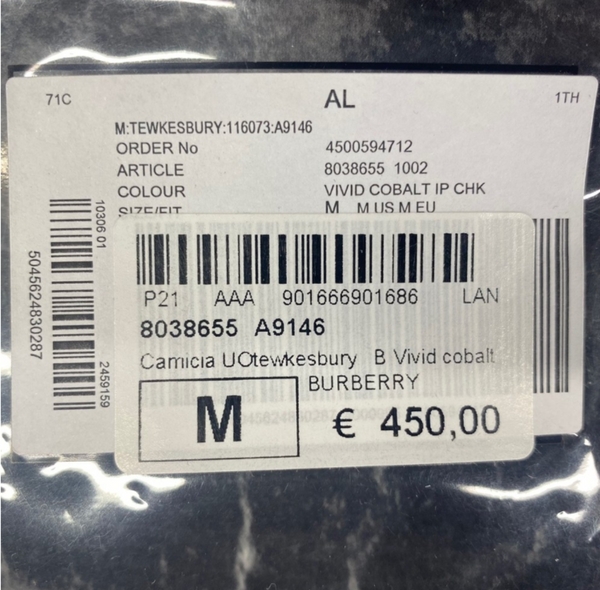 71C AL 1TH
M:TEWKESBURY:116073:A9146
ORDER No 4500594712
ARTICLE 8038655 1002
COLOUR VIVID COBALT IP CHK
SIZE/FIT M M US M EU
10306 01
5045624830287
2459159
P21 AAA 901666901686 LAN
8038655 A9146
Camicia UOtewkesbury B Vivid cobalt
BURBERRY
M € 450,00